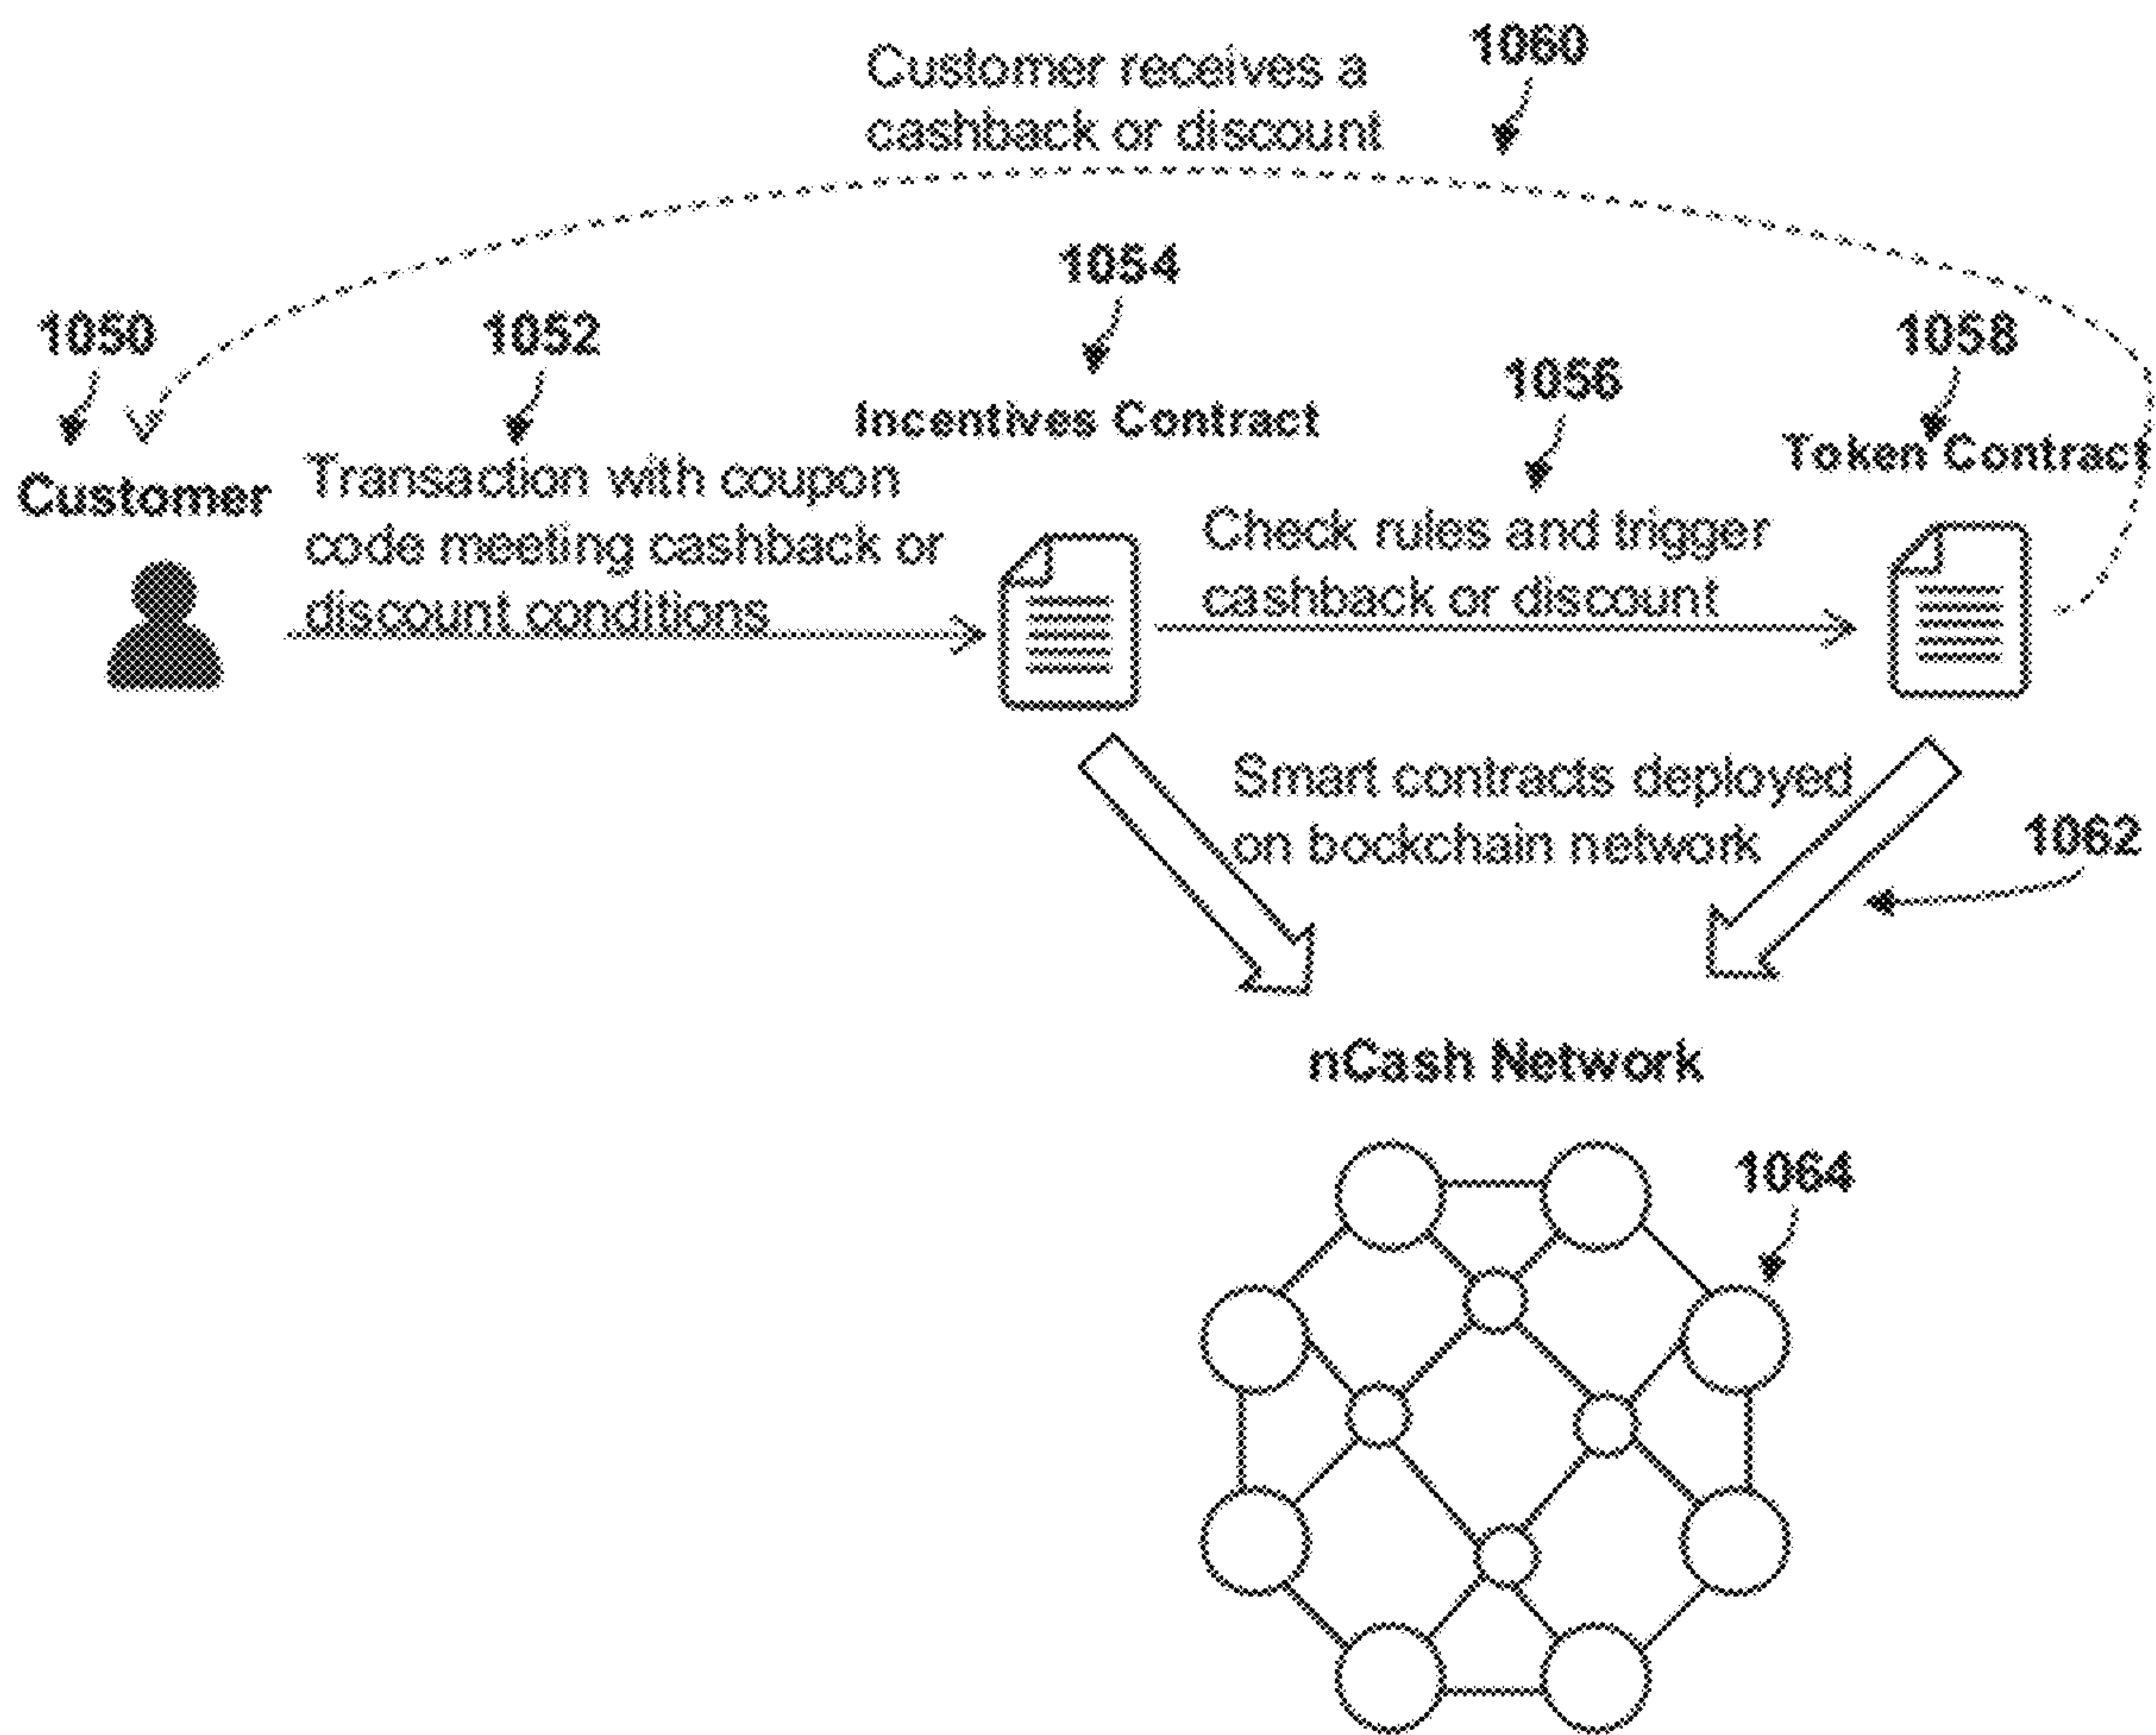 1060
Customer receives a
cashback or discount
1054
1050
1052
1058
1056
Incentives Contract
Token Contract
Customer
Transaction with coupon
code meeting cashback or
discount conditions
Check rules and trigger
cashback or discount
Smart contracts deployed
on bockchain network
1062
nCash Network
1064